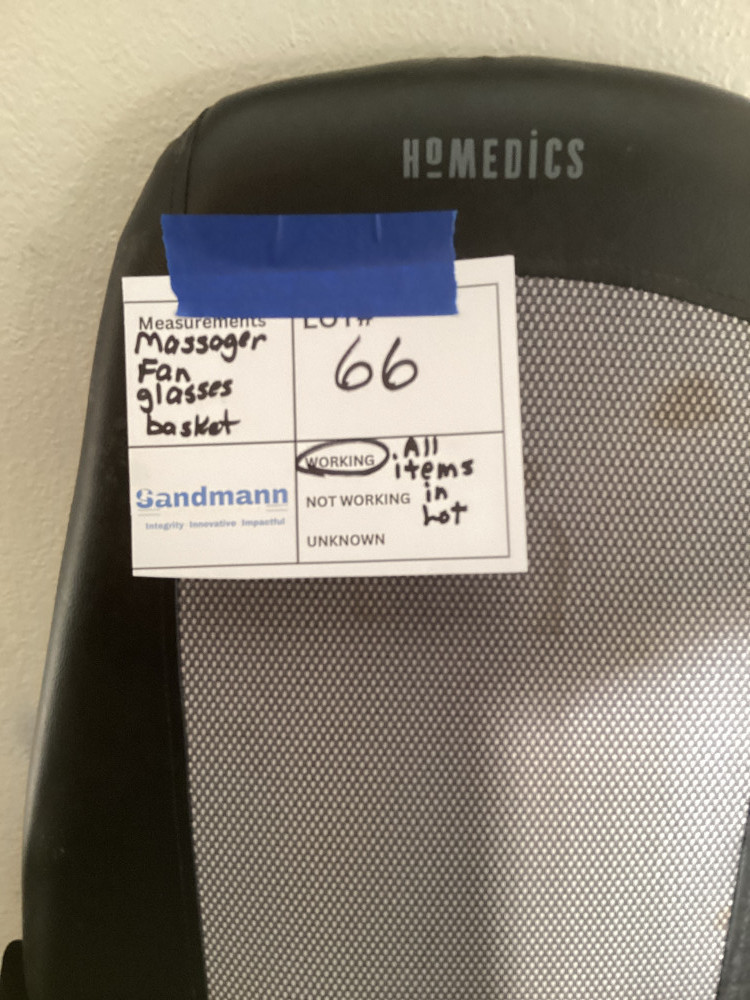 HOMEDICS
Measurements
Massager
Fan
glasses
basket
LOT#
66
Sandmann
Integrity Innovative Impactful
WORKING
. All
items
in
Lot
NOT WORKING
UNKNOWN